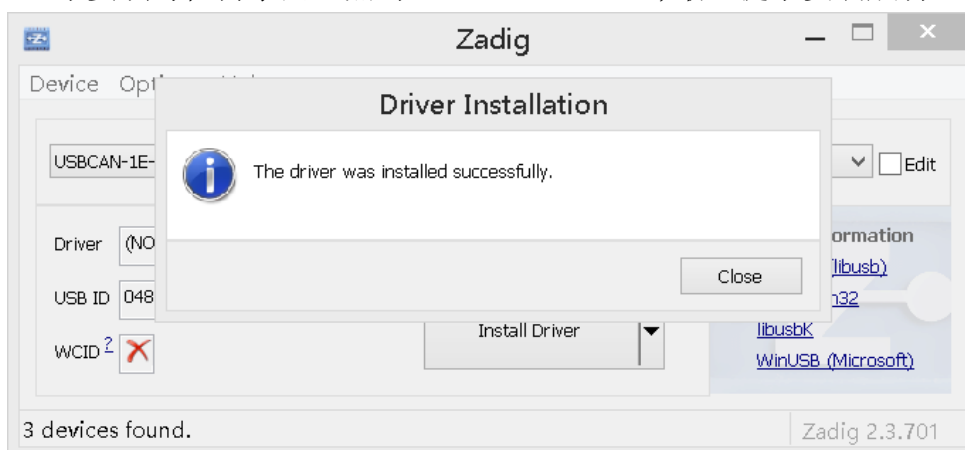 Zadig
Device
Driver Installation
USBCAN-1E-
The driver was installed successfully.
Edit
Driver (NO
ormation
Close
(libusb)
USB ID 048
n32
Install Driver
libusbK
WCID ?
WinUSB (Microsoft)
3 devices found.
Zadig 2.3.701